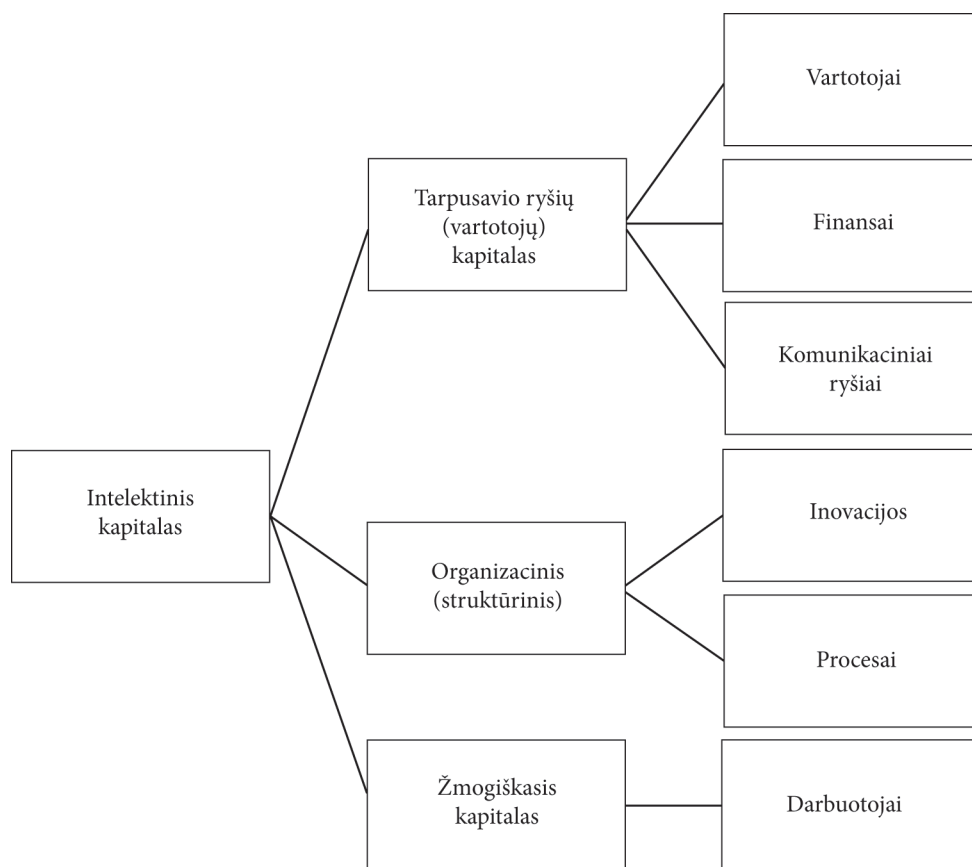 Intelektinis
kapitalas
Tarpusavio ryšių
(vartotojų)
kapitalas
Vartotojai
Finansai
Komunikaciniai
ryšiai
Organizacinis
(struktūrinis)
Inovacijos
Procesai
Žmogiškasis
kapitalas
Darbuotojai